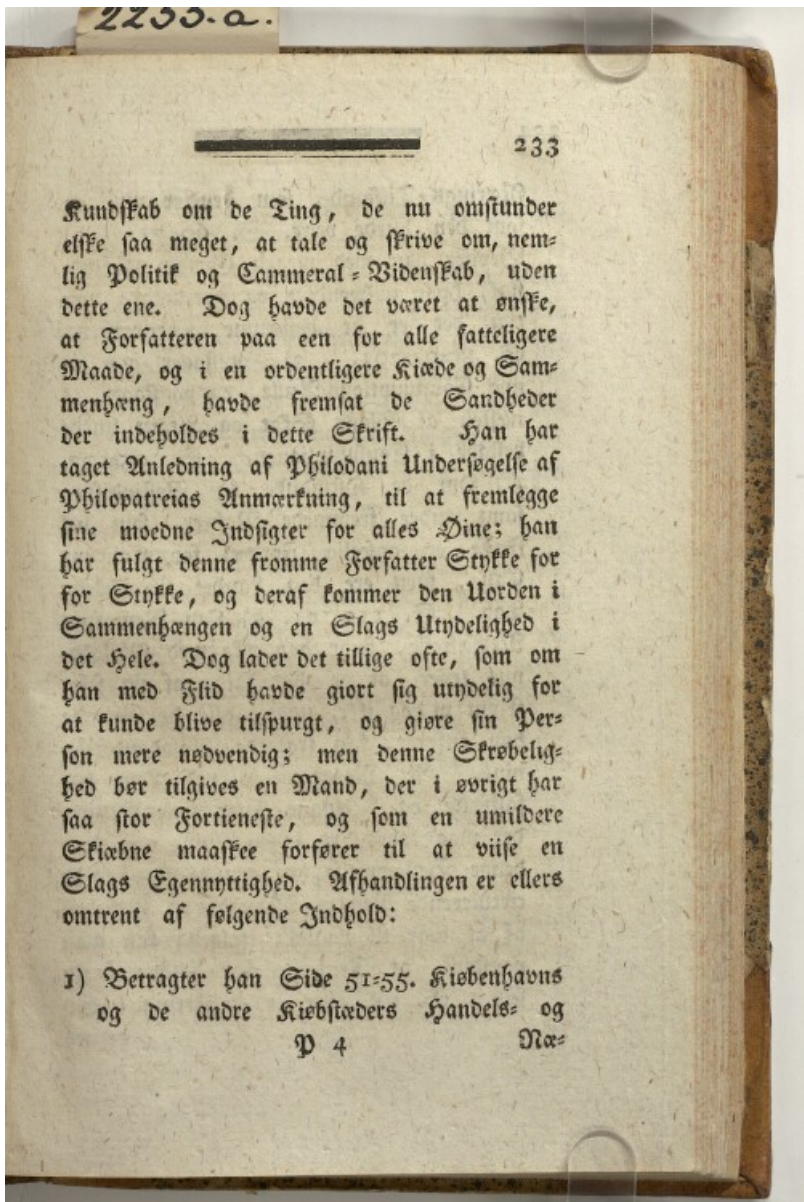 2255.a.
233
Kundskab om de Ting, de nu omstunder
elske saa meget, at tale og skrive om, nem-
lig Politik og Cammeral-Videnskab, uden
dette ene. Dog havde det været at ønske,
at Forfatteren paa een for alle fatteligere
Maade, og i en ordentligere Kiæde og Sam-
menhæng, havde fremsat de Sandheder
der indeholdes i dette Skrift. Han har
taget Anledning af Philodani Undersøgelse af
Philopatreias Anmærkning, til at fremlegge
sine moedne Indsigter for alles Øine; han
har fulgt denne fromme Forfatter Stykke for
for Stykke, og deraf kommer den Uorden i
Sammenhængen og en Slags Utydelighed i
det Hele. Dog lader det tillige ofte, som om
han med Flid havde giort sig utydelig for
at kunde blive tilspurgt, og giøre sin Per-
son mere nødvendig; men denne Skrøbelig-
hed bør tilgives en Mand, der i øvrigt har
saa stor Fortieneste, og som en umildere
Skiæbne maaskee forfører til at viise en
Slags Egennyttighed. Afhandlingen er ellers
omtrent af følgende Indhold:
1) Betragter han Side 51-55. Kiøbenhavns
og de andre Kiøbstæders Handels- og
P 4 Næ-